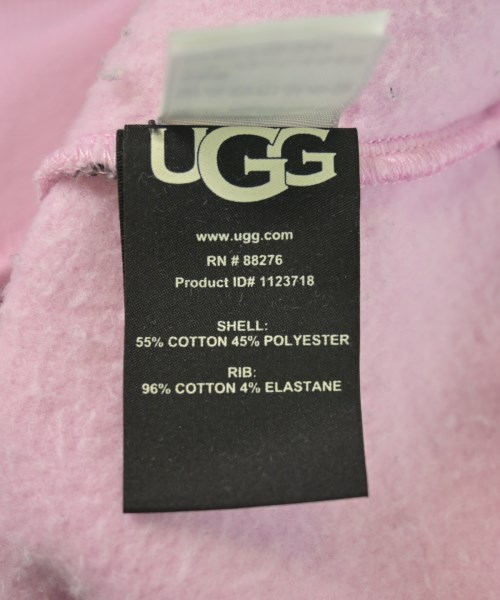 UGG
www.ugg.com
RN # 88276
Product ID# 1123718
SHELL:
55% COTTON 45% POLYESTER
RIB:
96% COTTON 4% ELASTANE